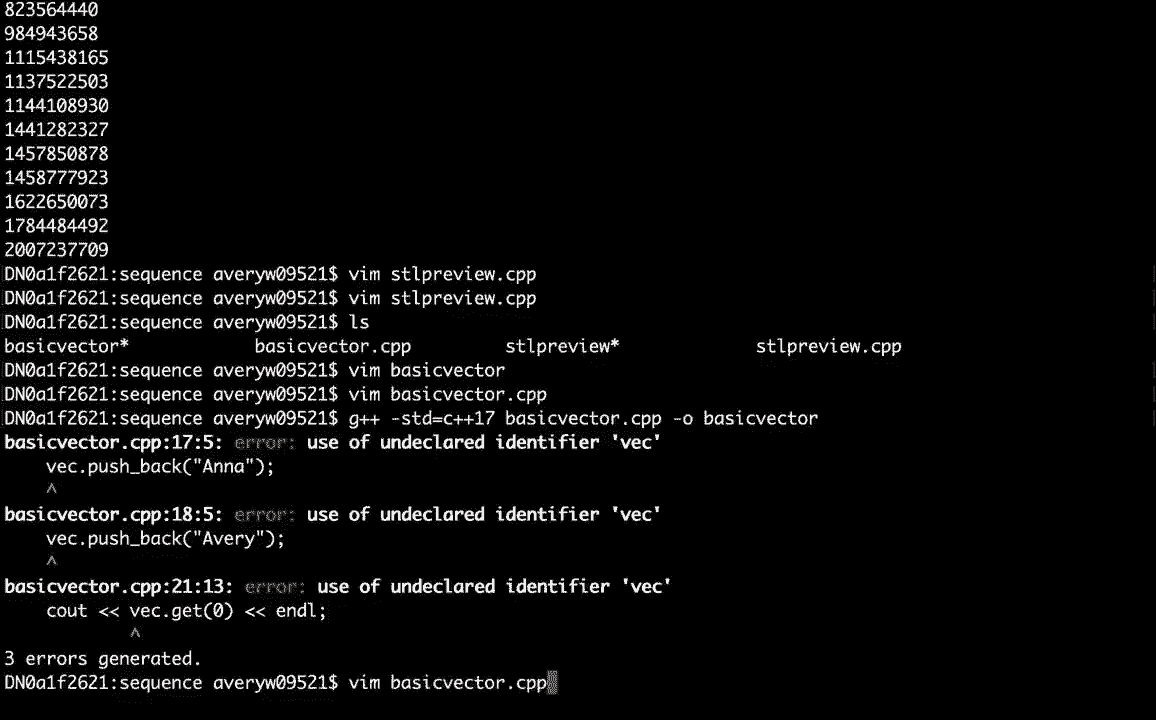 823564440
984943658
1115438165
1137522503
1144108930
1441282327
1457850878
1458777923
1622650073
1784484492
2007237709
DN0a1f2621:sequence averyw09521$ vim stlpreview.cpp
DN0a1f2621:sequence averyw09521$ vim stlpreview.cpp
DN0a1f2621:sequence averyw09521$ ls
basicvector* basicvector.cpp stlpreview* stlpreview.cpp
DN0a1f2621:sequence averyw09521$ vim basicvector
DN0a1f2621:sequence averyw09521$ vim basicvector.cpp
DN0a1f2621:sequence averyw09521$ g++ -std=c++17 basicvector.cpp -o basicvector
basicvector.cpp:17:5: error: use of undeclared identifier 'vec'
    vec.push_back("Anna");
    ^
basicvector.cpp:18:5: error: use of undeclared identifier 'vec'
    vec.push_back("Avery");
    ^
basicvector.cpp:21:13: error: use of undeclared identifier 'vec'
    cout << vec.get(0) << endl;
            ^
3 errors generated.
DN0a1f2621:sequence averyw09521$ vim basicvector.cpp